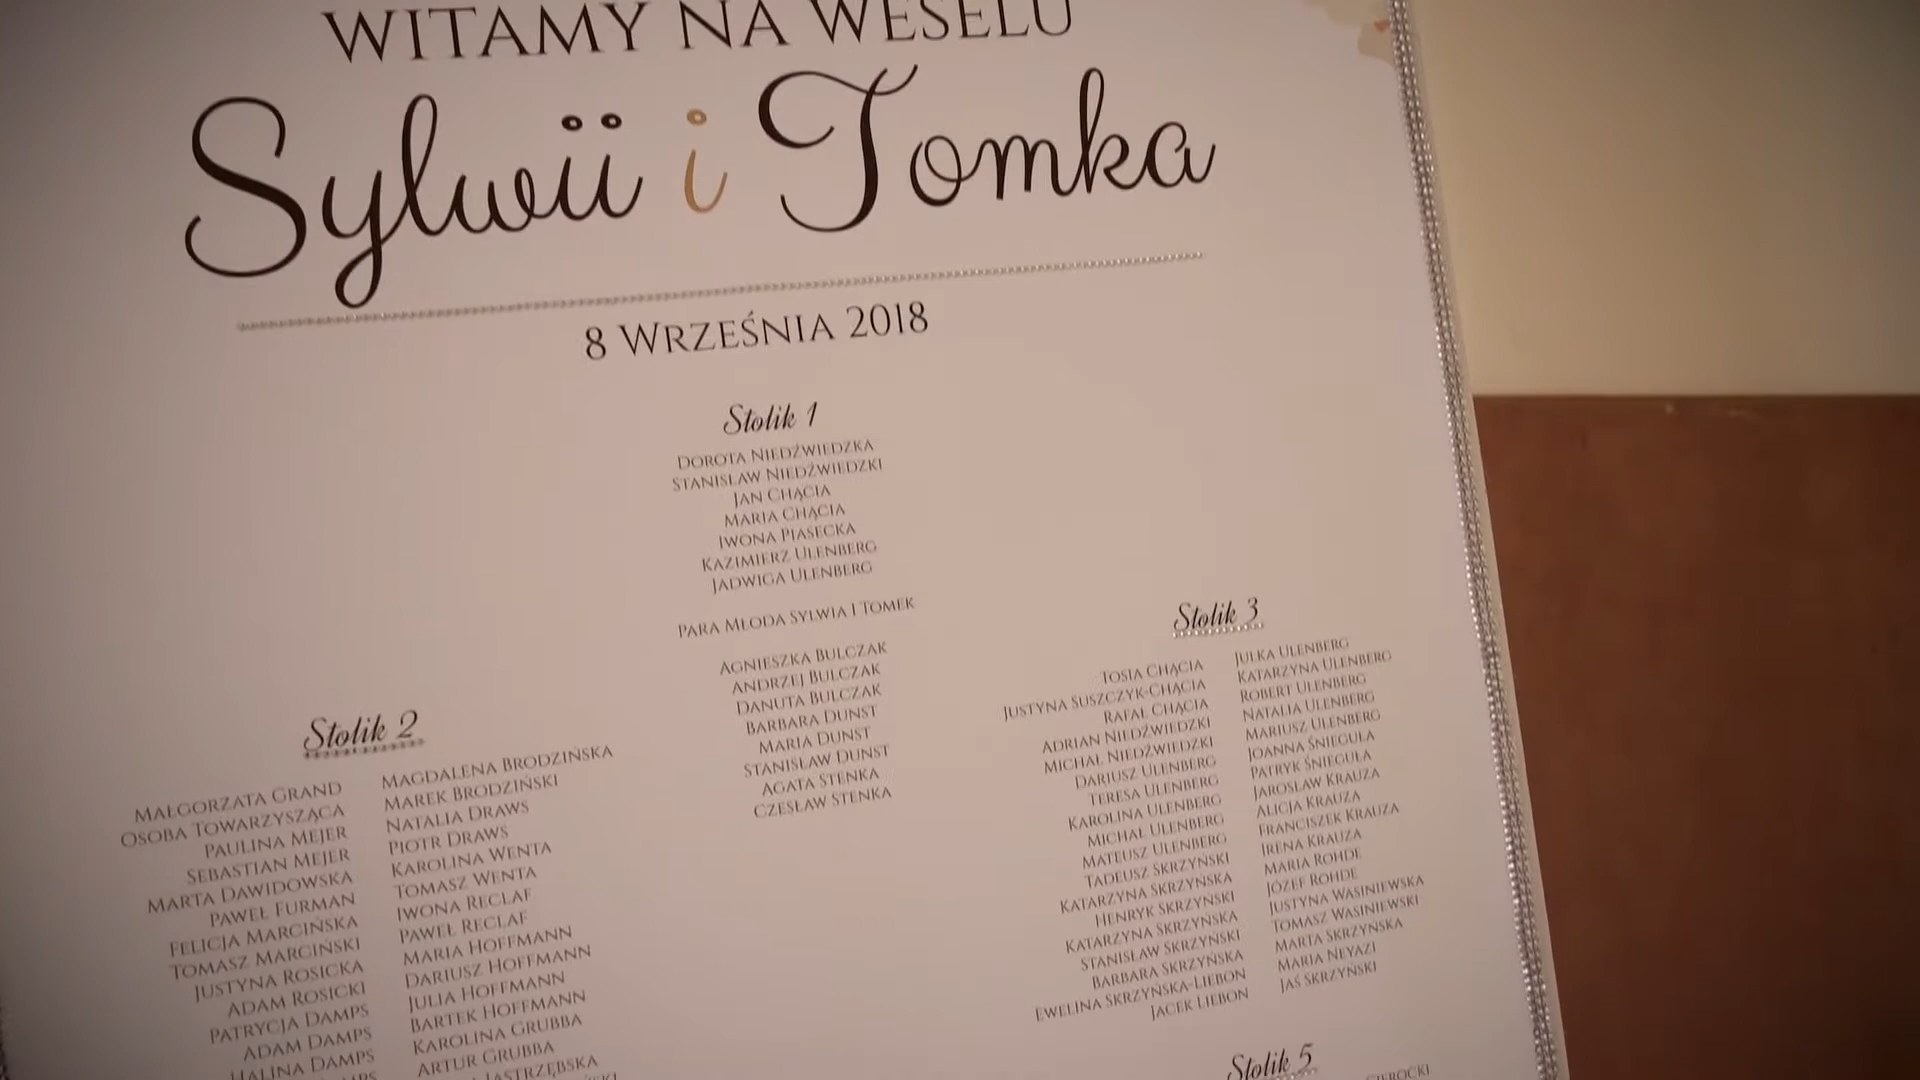 WITAMY NA WESELU
Sylwii i Tomka
8 WRZEŚNIA 2018
Stolik 1
DOROTA NIEDŹWIEDZKA
STANISŁAW NIEDŹWIEDZKI
JAN CHĄCIA
MARIA CHĄCIA
IWONA PIASECKA
KAZIMIERZ ULENBERG
JADWIGA ULENBERG
PARA MŁODA SYLWIA I TOMEK
AGNIESZKA BULCZAK
ANDRZEJ BULCZAK
DANUTA BULCZAK
BARBARA DUNST
MARIA DUNST
STANISŁAW DUNST
AGATA STENKA
CZESŁAW STENKA
Stolik 2
MAŁGORZATA GRAND
OSOBA TOWARZYSZĄCA
PAULINA MEJER
SEBASTIAN MEJER
MARTA DAWIDOWSKA
PAWEŁ FURMAN
FELICJA MARCIŃSKA
TOMASZ MARCIŃSKI
JUSTYNA ROSICKA
ADAM ROSICKI
PATRYCJA DAMPS
ADAM DAMPS
HALINA DAMPS
MAGDALENA BRODZIŃSKA
MAREK BRODZIŃSKI
NATALIA DRAWS
PIOTR DRAWS
KAROLINA WENTA
TOMASZ WENTA
IWONA RECLAF
PAWEŁ RECLAF
MARIA HOFFMANN
DARIUSZ HOFFMANN
JULIA HOFFMANN
BARTEK HOFFMANN
KAROLINA GRUBBA
ARTUR GRUBBA
JASTRZĘBSKA
Stolik 3
TOSIA CHĄCIA
JUSTYNA SUSZCZYK-CHĄCIA
RAFAŁ CHĄCIA
ADRIAN NIEDŹWIEDZKI
MICHAŁ NIEDŹWIEDZKI
DARIUSZ ULENBERG
TERESA ULENBERG
KAROLINA ULENBERG
MICHAŁ ULENBERG
MATEUSZ ULENBERG
TADEUSZ SKRZYŃSKI
KATARZYNA SKRZYŃSKA
HENRYK SKRZYŃSKI
KATARZYNA SKRZYŃSKA
STANISŁAW SKRZYŃSKI
BARBARA SKRZYŃSKA
EWELINA SKRZYŃSKA-LIEBON
JACEK LIEBON
JULKA ULENBERG
KATARZYNA ULENBERG
ROBERT ULENBERG
NATALIA ULENBERG
MARIUSZ ULENBERG
JOANNA ŚNIEGUŁA
PATRYK ŚNIEGUŁA
JAROSŁAW KRAUZA
ALICJA KRAUZA
FRANCISZEK KRAUZA
IRENA KRAUZA
MARIA ROHDE
JÓZEF ROHDE
JUSTYNA WASINIEWSKA
TOMASZ WASINIEWSKI
MARTA SKRZYŃSKA
MARIA NEYAZI
JAŚ SKRZYŃSKI
Stolik 5